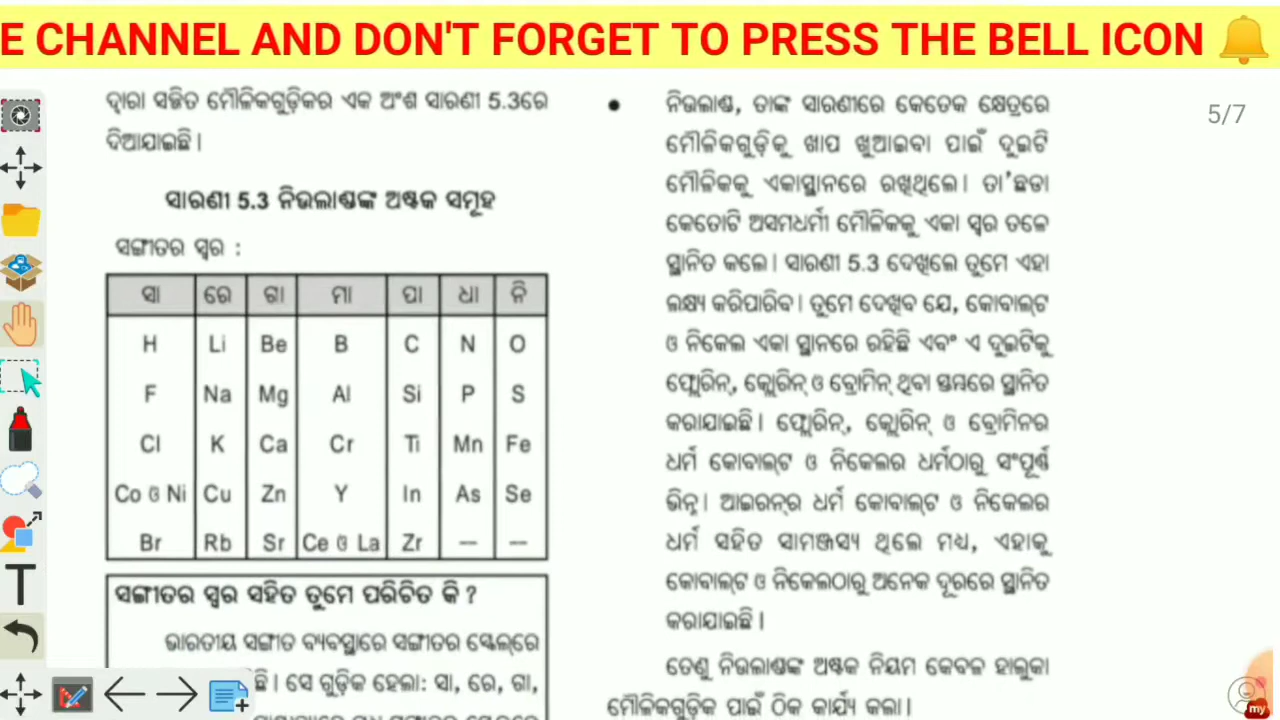 E CHANNEL AND DON'T FORGET TO PRESS THE BELL ICON
5/7
ଦ୍ୱାରା ସଜ୍ଜିତ ମୌଳିକଗୁଡ଼ିକର ଏକ ଅଂଶ ସାରଣୀ 5.3ରେ
ଦିଆଯାଇଛି ।
ସାରଣୀ 5.3 ନିଉଲାଣ୍ଡଙ୍କ ଅଷ୍ଟକ ସମୂହ
ସଙ୍ଗୀତର ସ୍ୱର :
ସା ରେ ଗା ମା ପା ଧା ନି
H Li Be B C N O
F Na Mg Al Si P S
Cl K Ca Cr Ti Mn Fe
Co ଓ Ni Cu Zn Y In As Se
Br Rb Sr Ce ଓ La Zr — —
ସଙ୍ଗୀତର ସ୍ୱର ସହିତ ତୁମେ ପରିଚିତ କି ?
ଭାରତୀୟ ସଙ୍ଗୀତ ବ୍ୟବସ୍ଥାରେ ସଙ୍ଗୀତର ସ୍କେଲ୍‌ରେ
ଛି । ସେ ଗୁଡ଼ିକ ହେଲା: ସା, ରେ, ଗା,
• ନିଉଲାଣ୍ଡ, ତାଙ୍କ ସାରଣୀରେ କେତେକ କ୍ଷେତ୍ରରେ
ମୌଳିକଗୁଡ଼ିକୁ ଖାପ ଖୁଆଇବା ପାଇଁ ଦୁଇଟି
ମୌଳିକକୁ ଏକାସ୍ଥାନରେ ରଖିଥିଲେ । ତା'ଛଡା
କେତୋଟି ଅସମଧର୍ମୀ ମୌଳିକକୁ ଏକା ସ୍ୱର ତଳେ
ସ୍ଥାନିତ କଲେ । ସାରଣୀ 5.3 ଦେଖିଲେ ତୁମେ ଏହା
ଲକ୍ଷ୍ୟ କରିପାରିବ । ତୁମେ ଦେଖିବ ଯେ, କୋବାଲ୍‌ଟ
ଓ ନିକେଲ ଏକା ସ୍ଥାନରେ ରହିଛି ଏବଂ ଏ ଦୁଇଟିକୁ
ଫ୍ଲୋରିନ୍, କ୍ଲୋରିନ୍ ଓ ବ୍ରୋମିନ୍ ଥିବା ସ୍ତମ୍ଭରେ ସ୍ଥାନିତ
କରାଯାଇଛି । ଫ୍ଲୋରିନ୍, କ୍ଲୋରିନ୍ ଓ ବ୍ରୋମିନର
ଧର୍ମ କୋବାଲ୍‌ଟ ଓ ନିକେଲର ଧର୍ମଠାରୁ ସଂପୂର୍ଣ୍ଣ
ଭିନ୍ନ । ଆଇରନ୍‌ର ଧର୍ମ କୋବାଲ୍‌ଟ ଓ ନିକେଲର
ଧର୍ମ ସହିତ ସାମଞ୍ଜସ୍ୟ ଥିଲେ ମଧ୍ୟ, ଏହାକୁ
କୋବାଲ୍‌ଟ ଓ ନିକେଲଠାରୁ ଅନେକ ଦୂରରେ ସ୍ଥାନିତ
କରାଯାଇଛି ।
ତେଣୁ ନିଉଲାଣ୍ଡଙ୍କ ଅଷ୍ଟକ ନିୟମ କେବଳ ହାଲୁକା
ମୌଳିକଗୁଡ଼ିକ ପାଇଁ ଠିକ କାର୍ଯ୍ୟ କଲା ।
T
my